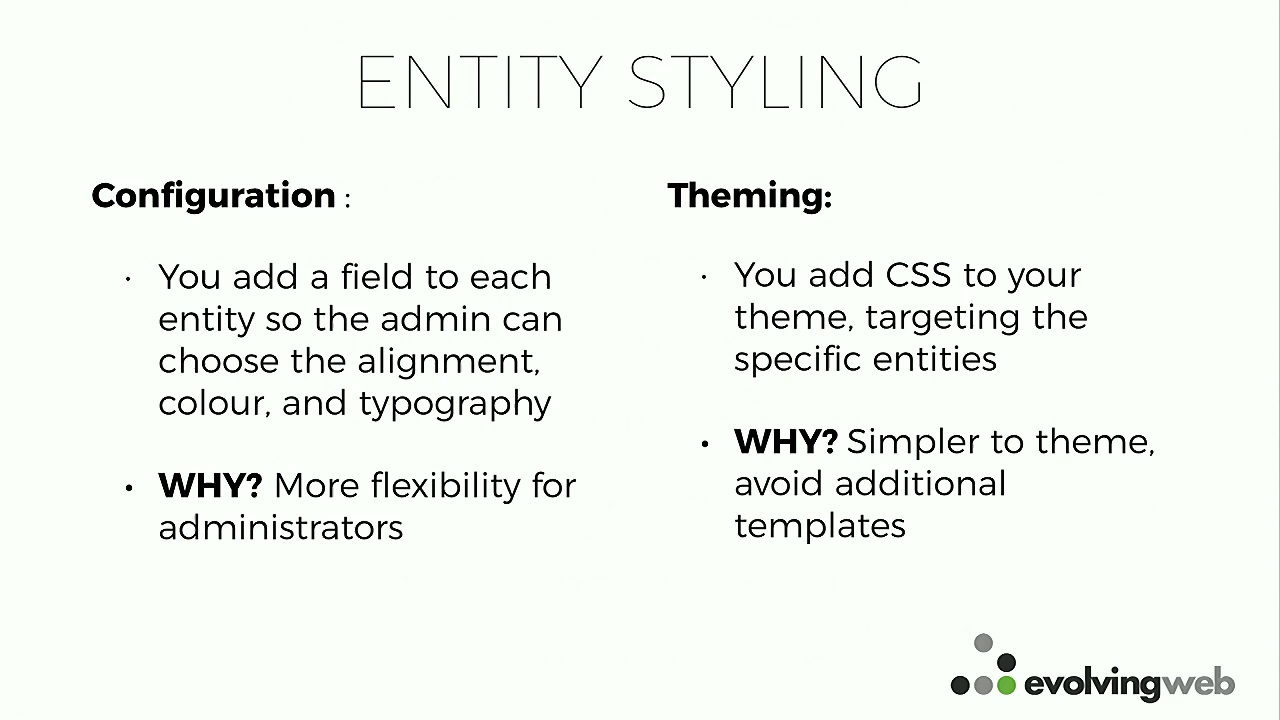 ENTITY STYLING
Configuration :
· You add a field to each
entity so the admin can
choose the alignment,
colour, and typography
· WHY? More flexibility for
administrators
Theming:
· You add CSS to your
theme, targeting the
specific entities
· WHY? Simpler to theme,
avoid additional
templates
evolvingweb